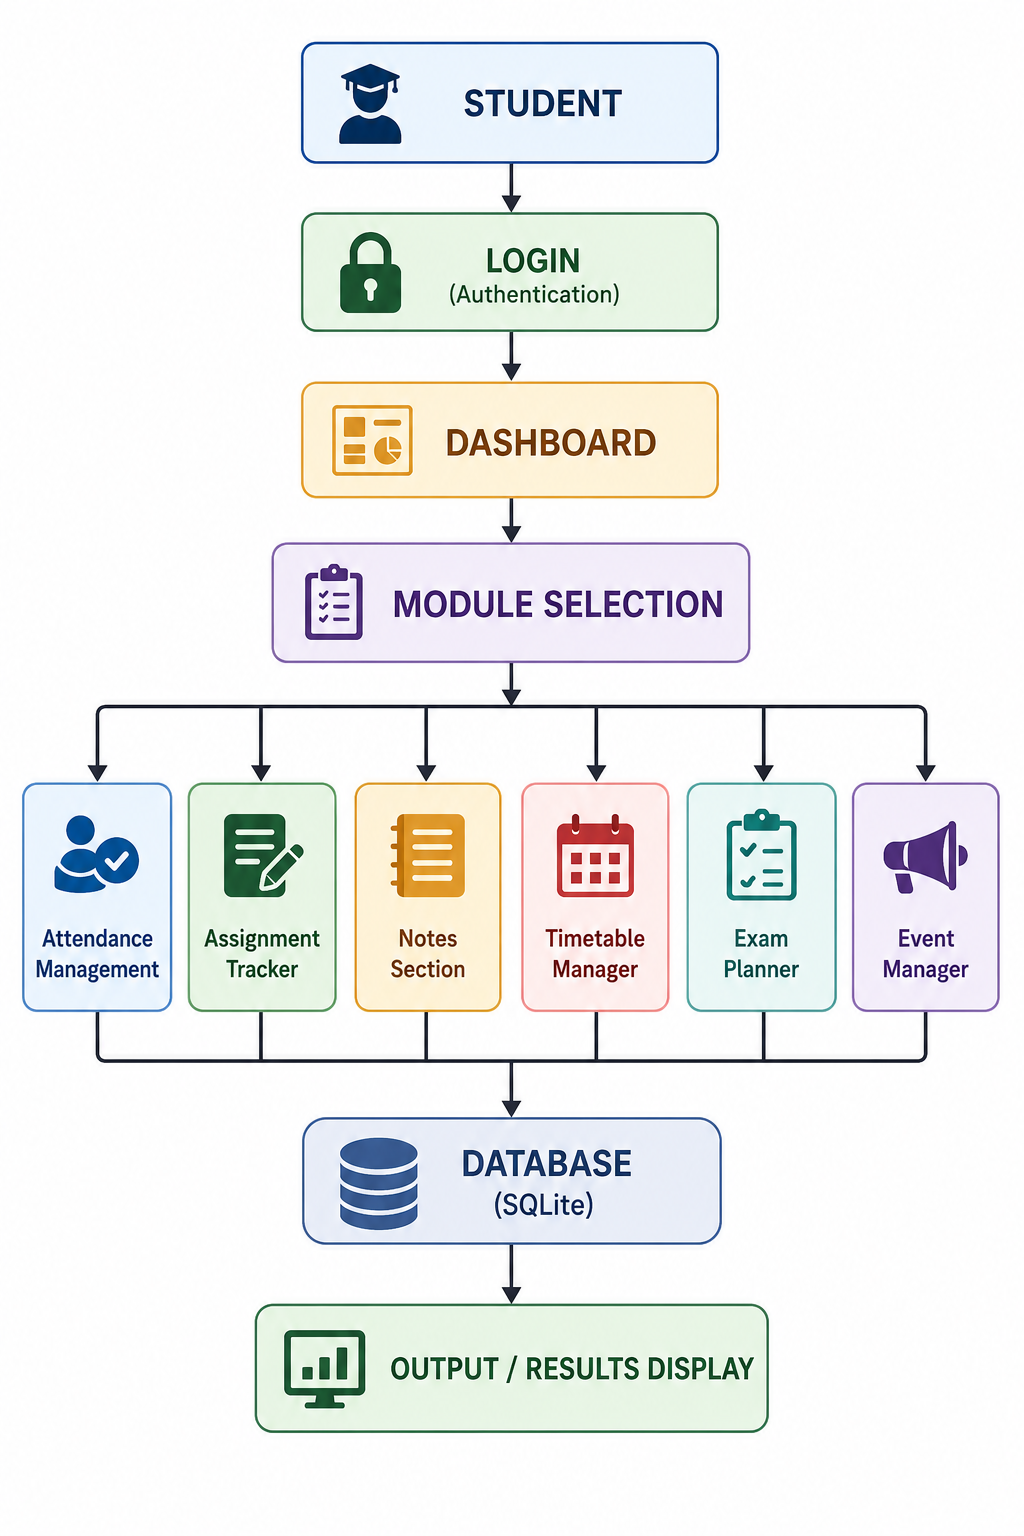 STUDENT
LOGIN
(Authentication)
DASHBOARD
MODULE SELECTION
Attendance
Management
Assignment
Tracker
Notes
Section
Timetable
Manager
Exam
Planner
Event
Manager
DATABASE
(SQLite)
OUTPUT / RESULTS DISPLAY